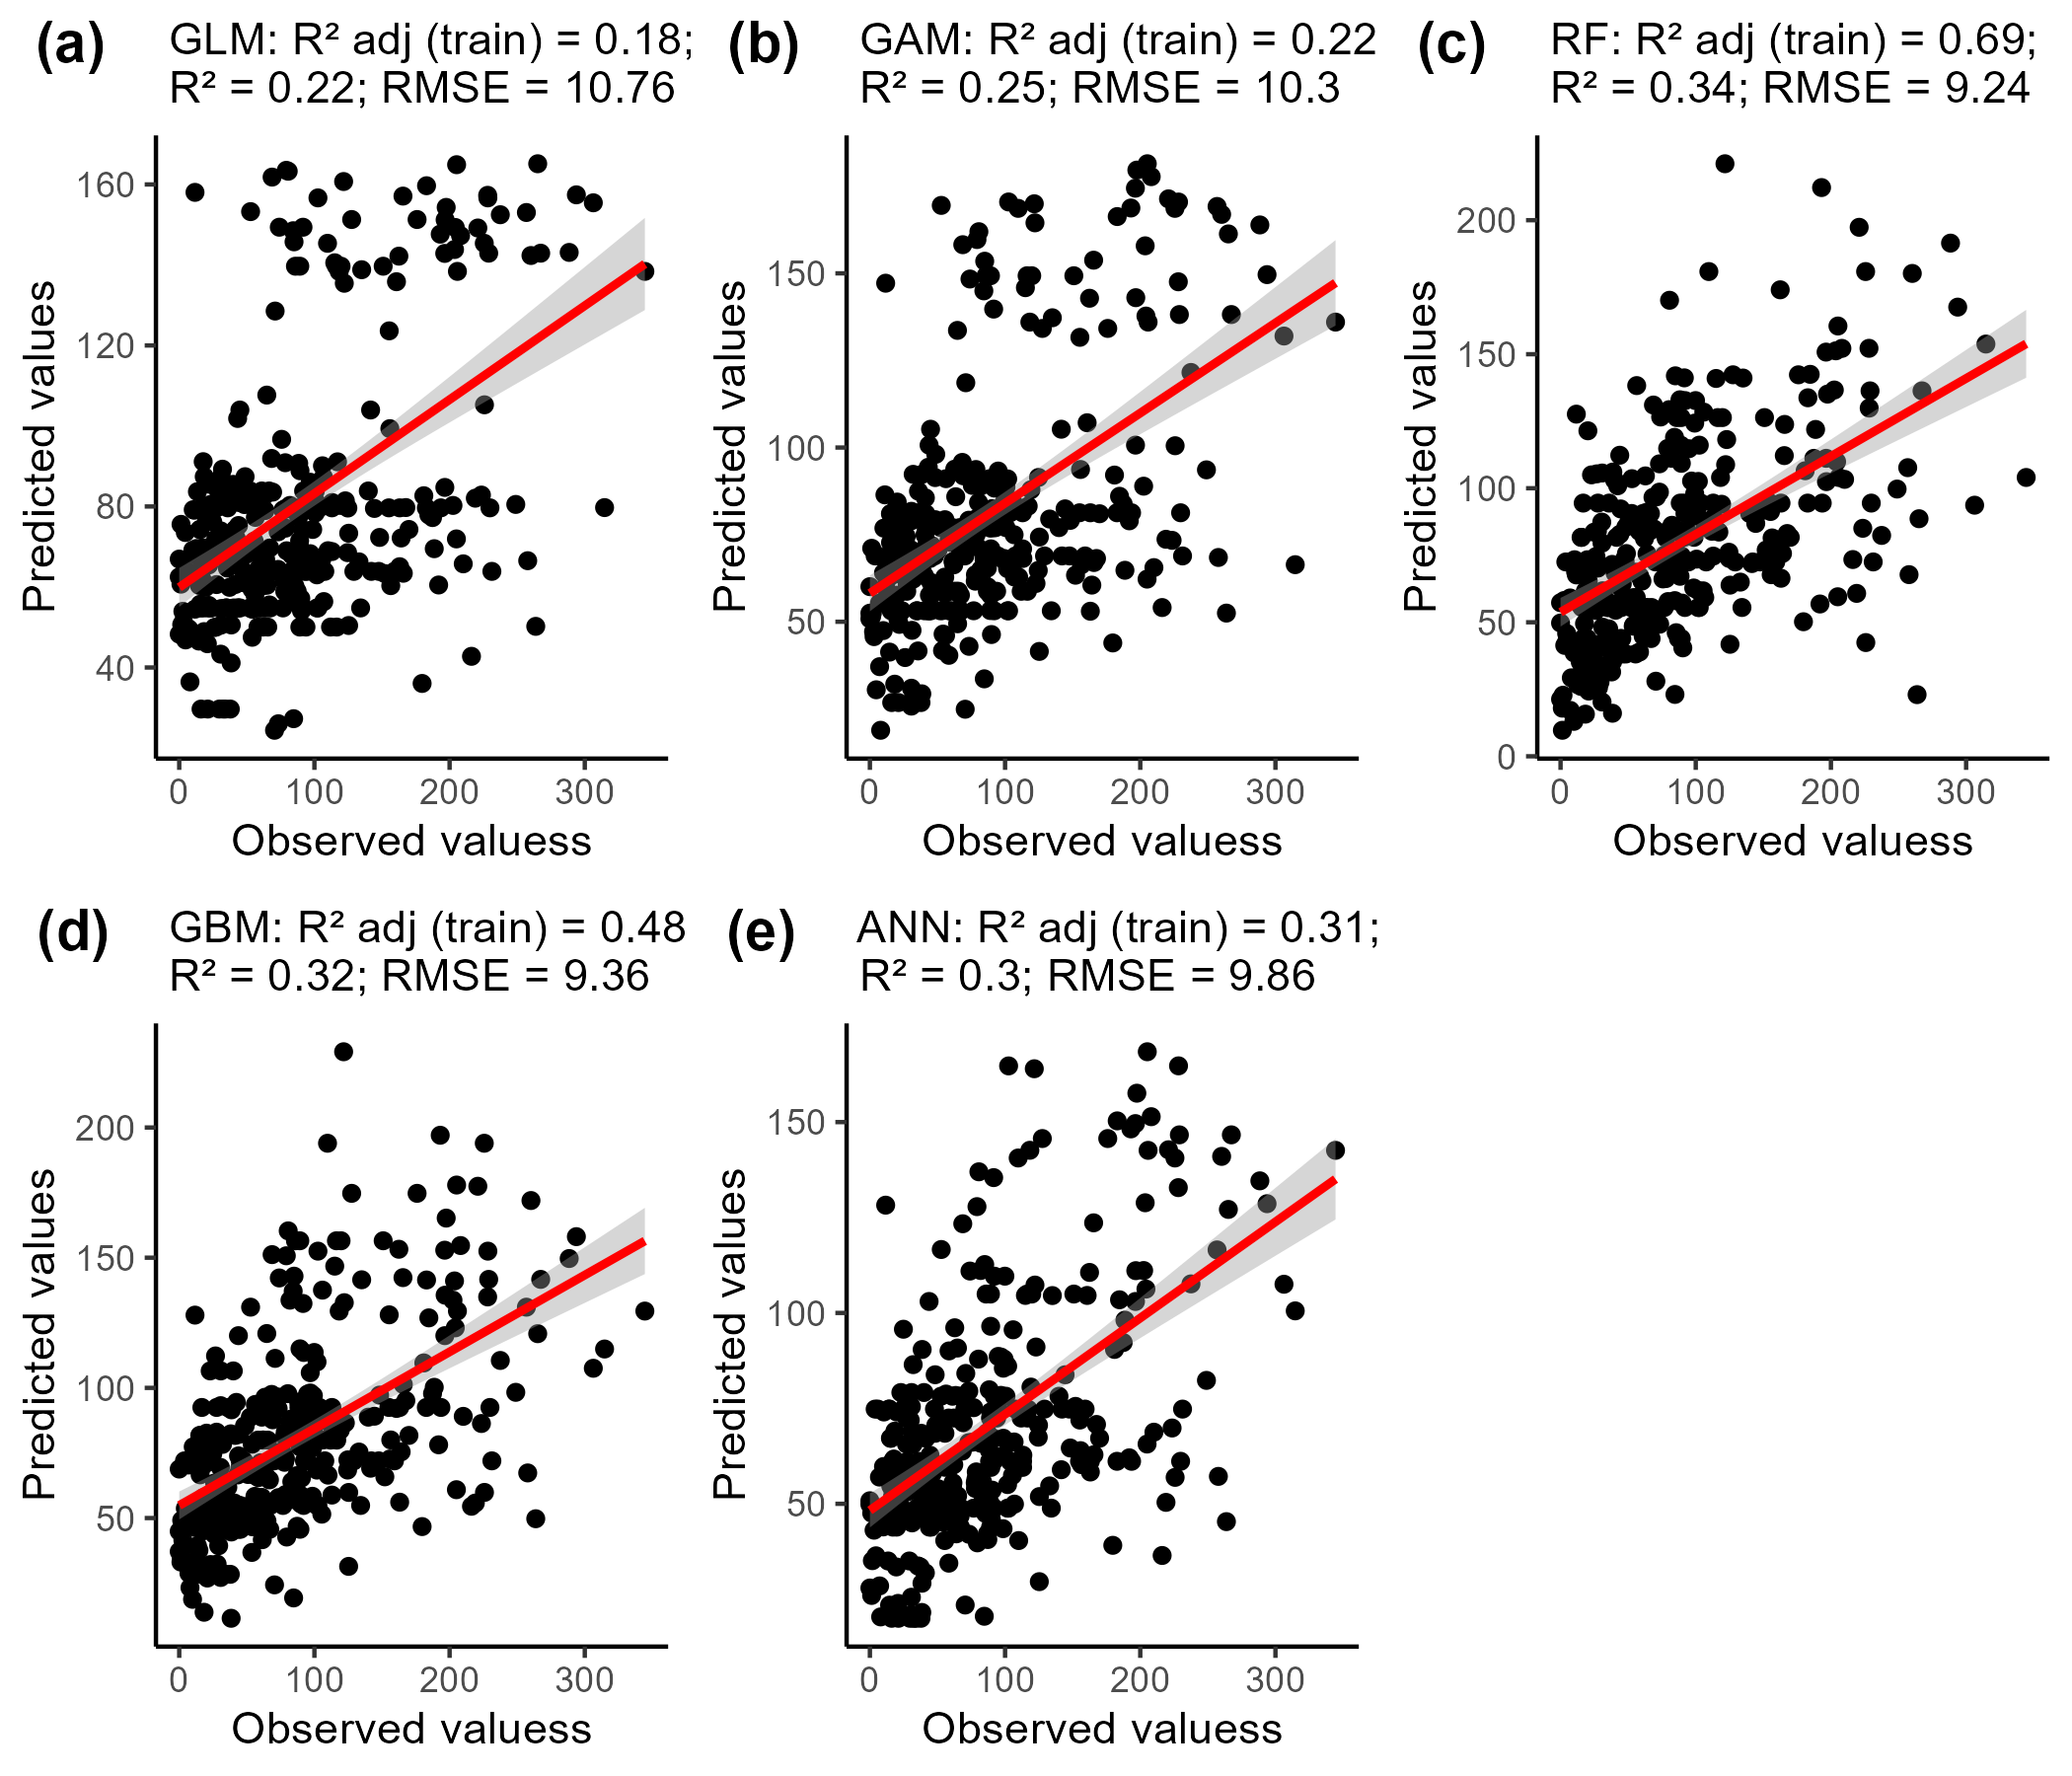 (a) GLM: R² adj (train) = 0.18;
R² = 0.22; RMSE = 10.76
160
120
80
40
Predicted values
0 100 200 300
Observed valuess
(b) GAM: R² adj (train) = 0.22
R² = 0.25; RMSE = 10.3
150
100
50
Predicted values
0 100 200 300
Observed valuess
(c) RF: R² adj (train) = 0.69;
R² = 0.34; RMSE = 9.24
200
150
100
50
0
Predicted values
0 100 200 300
Observed valuess
(d) GBM: R² adj (train) = 0.48
R² = 0.32; RMSE = 9.36
200
150
100
50
Predicted values
0 100 200 300
Observed valuess
(e) ANN: R² adj (train) = 0.31;
R² = 0.3; RMSE = 9.86
150
100
50
Predicted values
0 100 200 300
Observed valuess